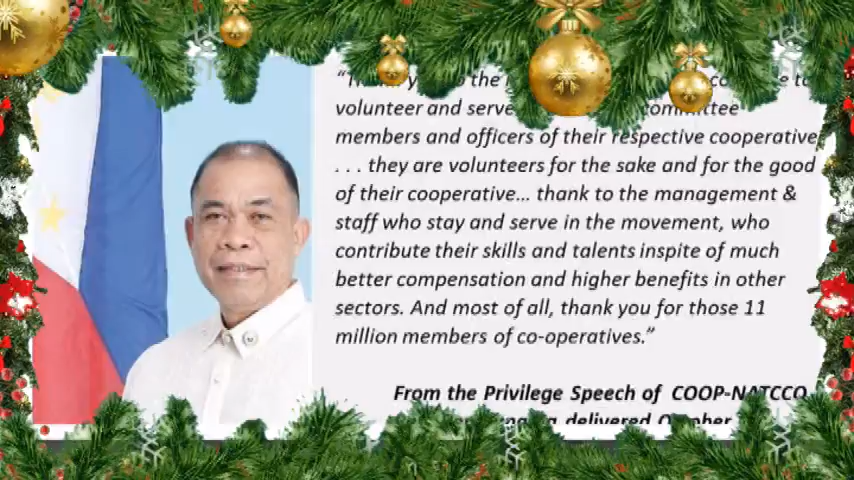 the
volunteer and serve committee
members and officers of their respective cooperative
. . . they are volunteers for the sake and for the good
of their cooperative... thank to the management &
staff who stay and serve in the movement, who
contribute their skills and talents inspite of much
better compensation and higher benefits in other
sectors. And most of all, thank you for those 11
million members of co-operatives.”
From the Privilege Speech of COOP-NATCCO
delivered